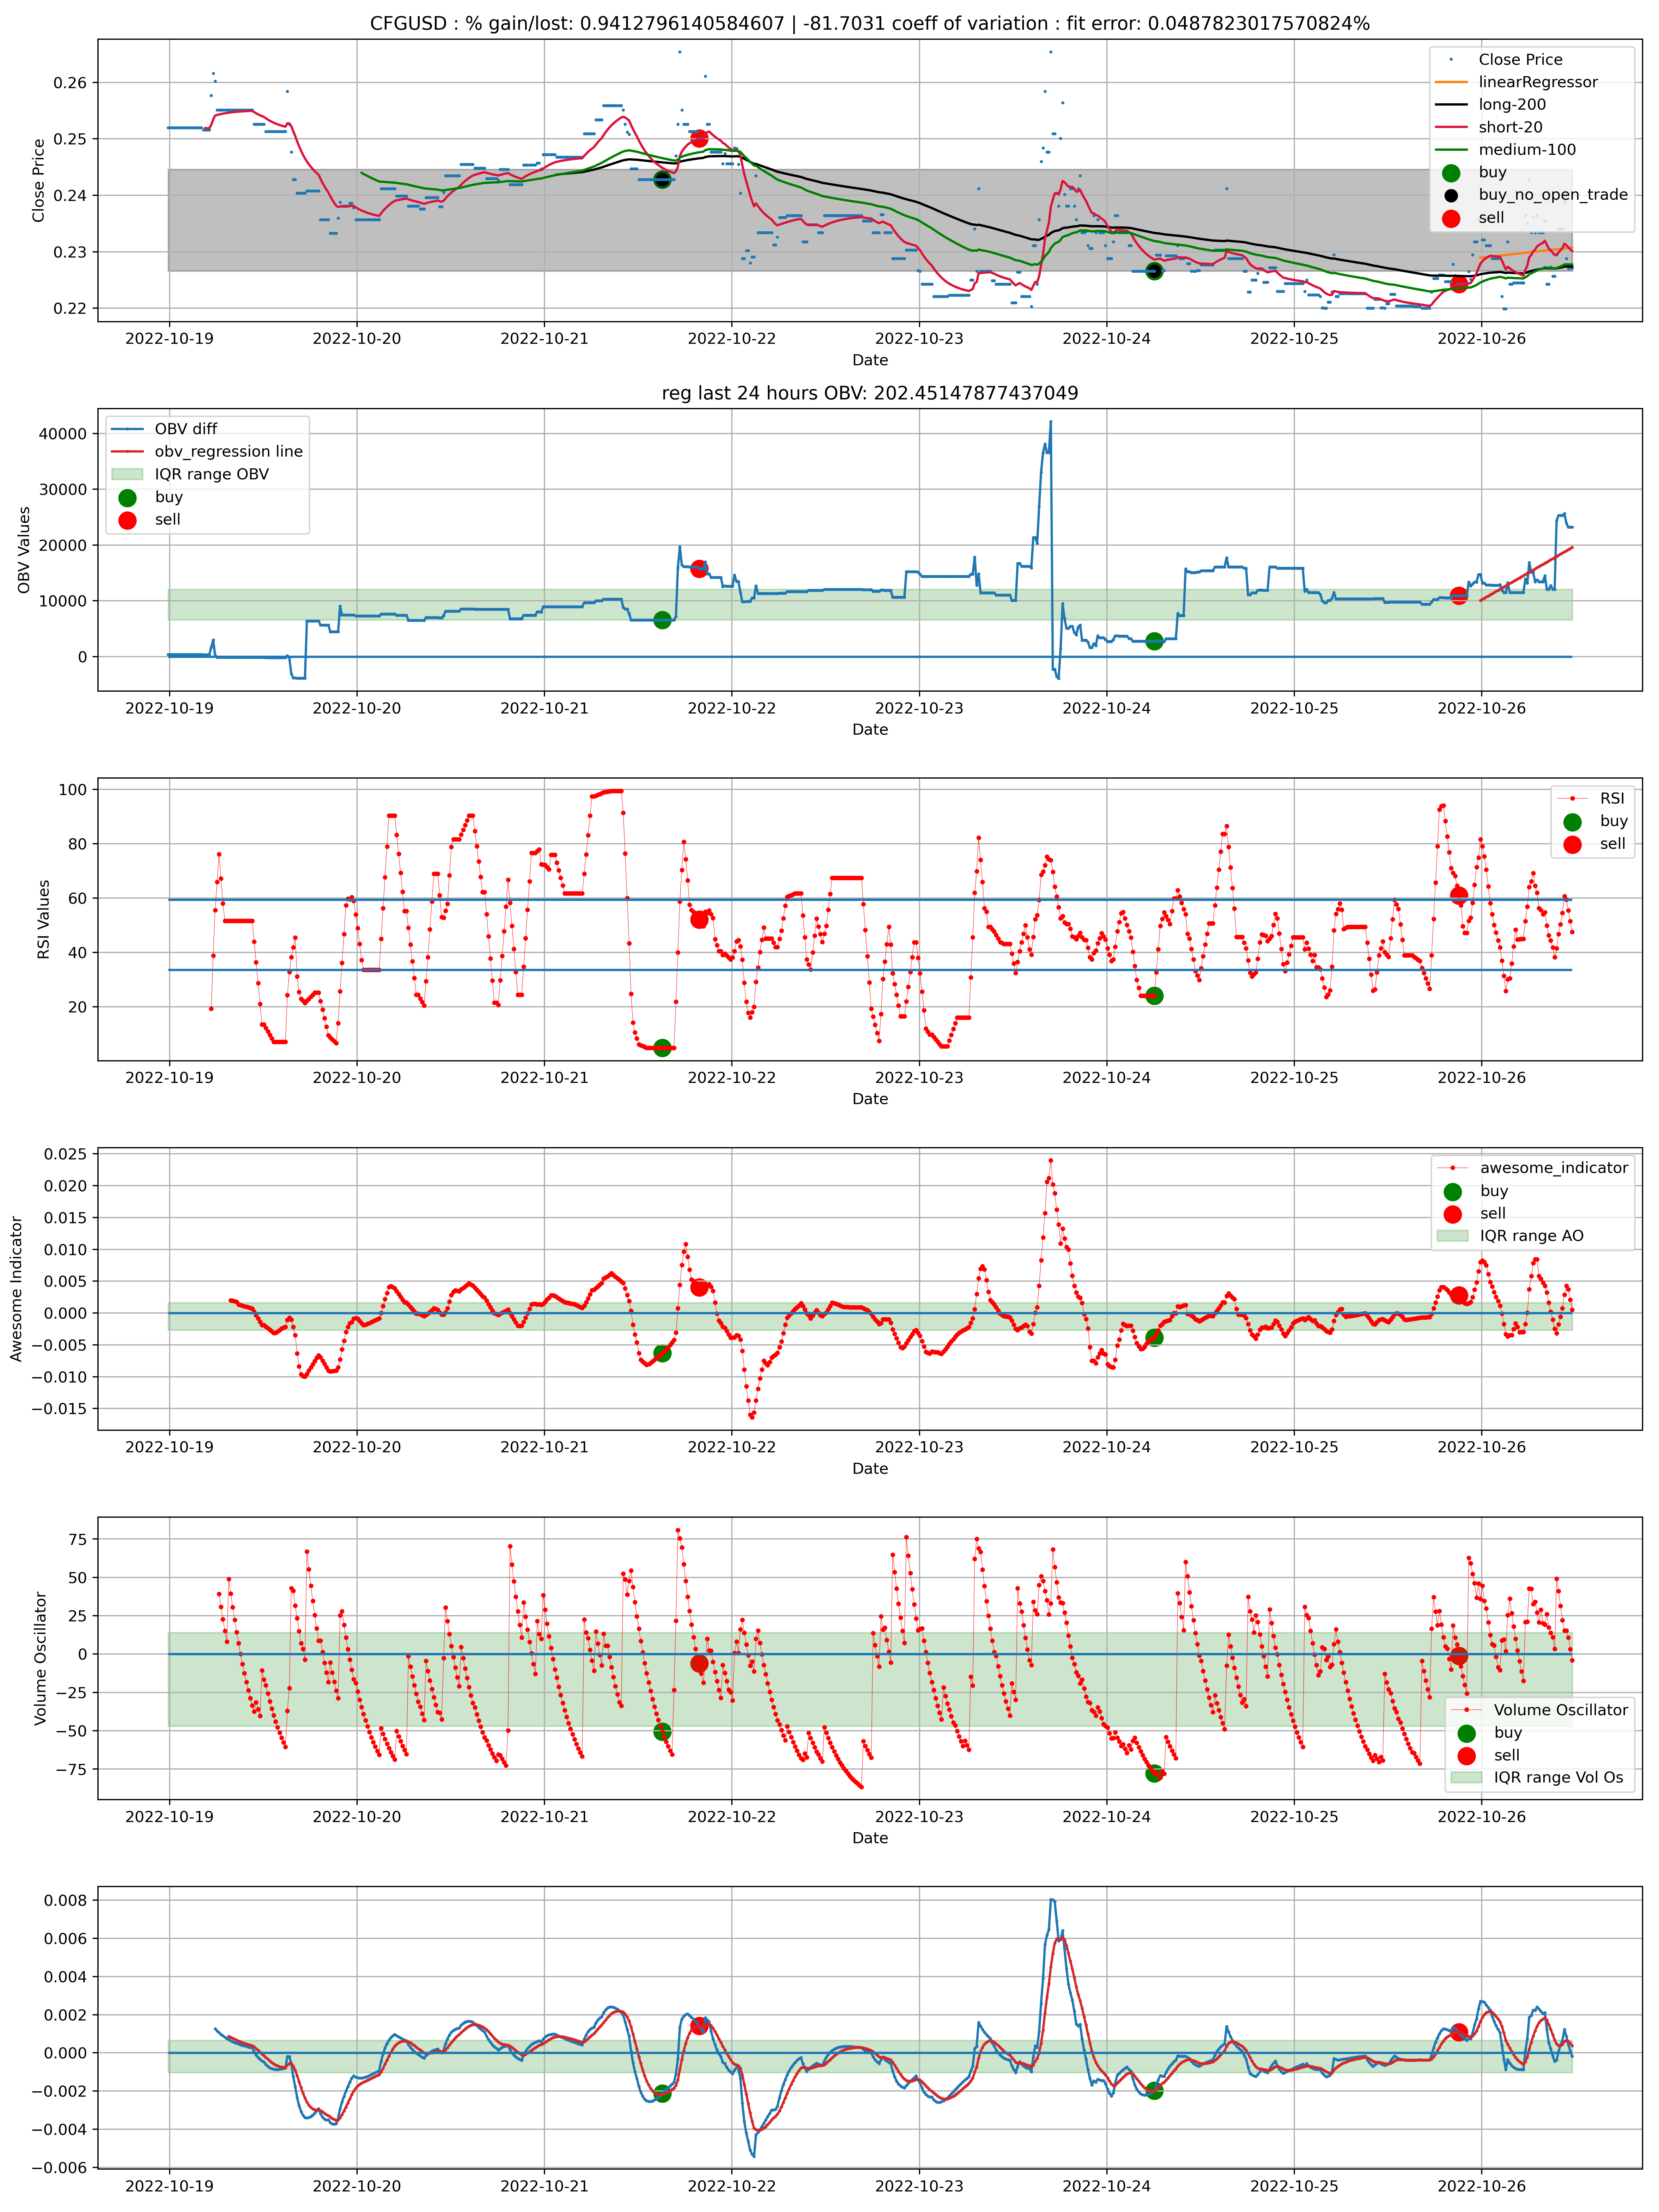 CFGUSD : % gain/lost: 0.9412796140584607 | -81.7031 coeff of variation : fit error: 0.0487823017570824%
Close Price
0.26
0.25
0.24
0.23
0.22
Close Price
linearRegressor
long-200
short-20
medium-100
buy
buy_no_open_trade
sell
2022-10-19 2022-10-20 2022-10-21 2022-10-22 2022-10-23 2022-10-24 2022-10-25 2022-10-26
Date
reg last 24 hours OBV: 202.45147877437049
OBV Values
40000
30000
20000
10000
0
OBV diff
obv_regression line
IQR range OBV
buy
sell
2022-10-19 2022-10-20 2022-10-21 2022-10-22 2022-10-23 2022-10-24 2022-10-25 2022-10-26
Date
RSI Values
100
80
60
40
20
RSI
buy
sell
2022-10-19 2022-10-20 2022-10-21 2022-10-22 2022-10-23 2022-10-24 2022-10-25 2022-10-26
Date
Awesome Indicator
0.025
0.020
0.015
0.010
0.005
0.000
−0.005
−0.010
−0.015
awesome_indicator
buy
sell
IQR range AO
2022-10-19 2022-10-20 2022-10-21 2022-10-22 2022-10-23 2022-10-24 2022-10-25 2022-10-26
Date
Volume Oscillator
75
50
25
0
−25
−50
−75
Volume Oscillator
buy
sell
IQR range Vol Os
2022-10-19 2022-10-20 2022-10-21 2022-10-22 2022-10-23 2022-10-24 2022-10-25 2022-10-26
Date
0.008
0.006
0.004
0.002
0.000
−0.002
−0.004
−0.006
2022-10-19 2022-10-20 2022-10-21 2022-10-22 2022-10-23 2022-10-24 2022-10-25 2022-10-26